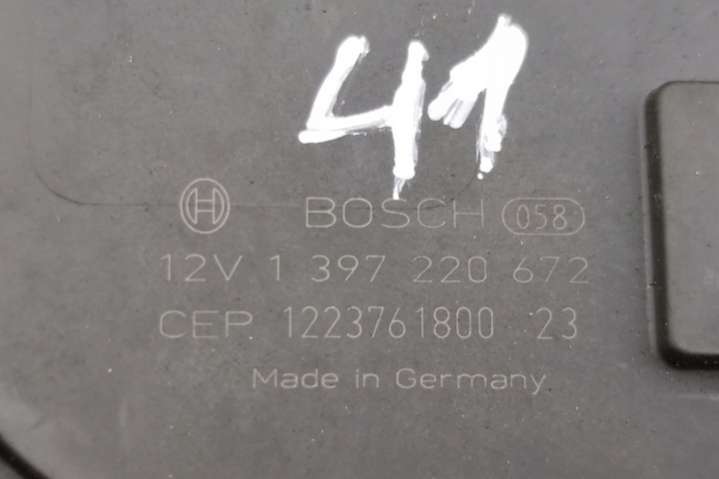 41
BOSCH 058
12V 1 397 220 672
CEP 1223761800 23
Made in Germany